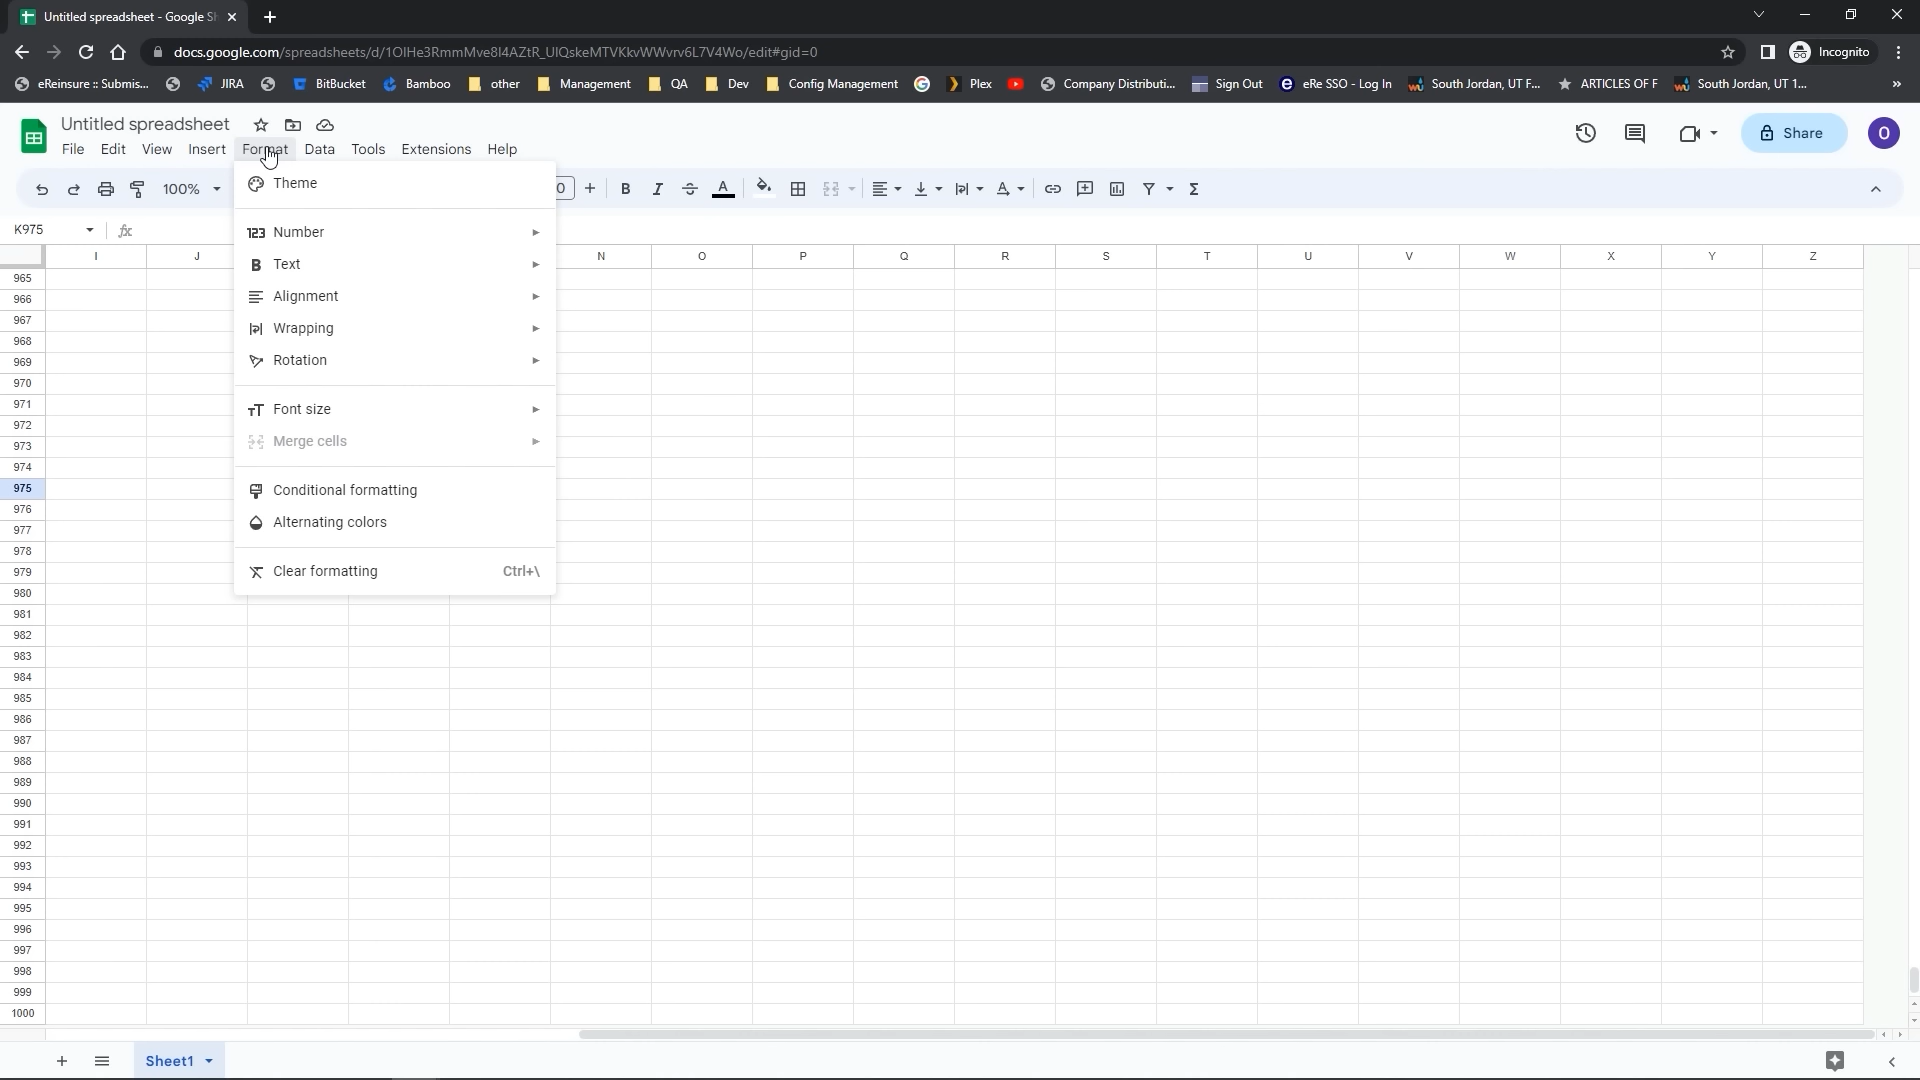 Untitled spreadsheet - Google Sh
docs.google.com/spreadsheets/d/1OIHe3RmmMve8I4AZtR_UIQskeMTVKkvWWvrv6L7V4Wo/edit#gid=0
Incognito
eReinsure :: Submis... JIRA BitBucket Bamboo other Management QA Dev Config Management Plex Company Distributi... Sign Out eRe SSO - Log In South Jordan, UT F... ARTICLES OF F South Jordan, UT 1... »
Untitled spreadsheet
File Edit View Insert Format Data Tools Extensions Help
Share
O
100% 0 + B I S A Σ
K975 fx
Theme
123 Number
B Text
Alignment
Wrapping
Rotation
Font size
Merge cells
Conditional formatting
Alternating colors
Clear formatting Ctrl+\
I J N O P Q R S T U V W X Y Z
965
966
967
968
969
970
971
972
973
974
975
976
977
978
979
980
981
982
983
984
985
986
987
988
989
990
991
992
993
994
995
996
997
998
999
1000
Sheet1